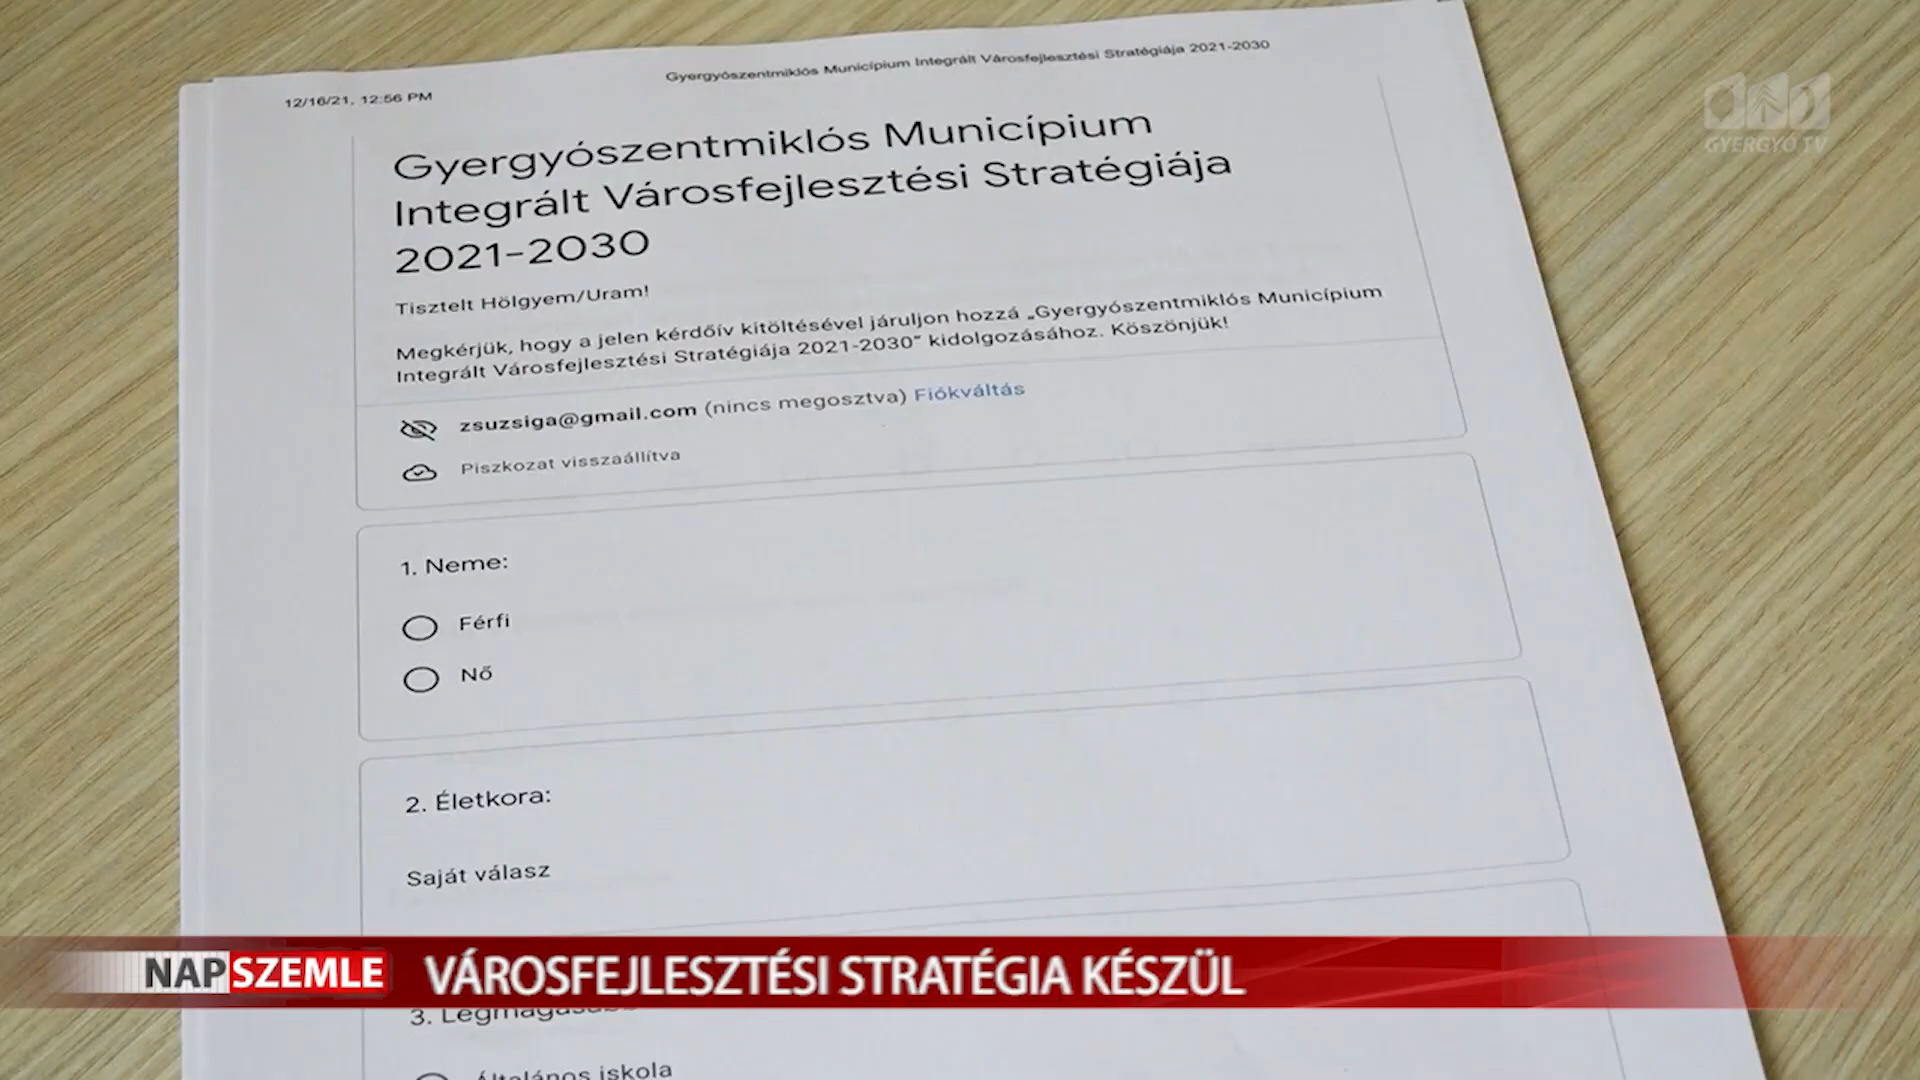 12/16/21, 12:56 PM
Gyergyószentmiklós Municípium Integrált Városfejlesztési Stratégiája 2021-2030
GYERGYÓ TV
Gyergyószentmiklós Municípium
Integrált Városfejlesztési Stratégiája
2021-2030
Tisztelt Hölgyem/Uram!
Megkérjük, hogy a jelen kérdőív kitöltésével járuljon hozzá „Gyergyószentmiklós Municípium
Integrált Városfejlesztési Stratégiája 2021-2030” kidolgozásához. Köszönjük!
zsuzsiga@gmail.com (nincs megosztva) Fiókváltás
Piszkozat visszaállítva
1. Neme:
Férfi
Nő
2. Életkora:
Saját válasz
NAPSZEMLE VÁROSFEJLESZTÉSI STRATÉGIA KÉSZÜL
3.
Általános iskola